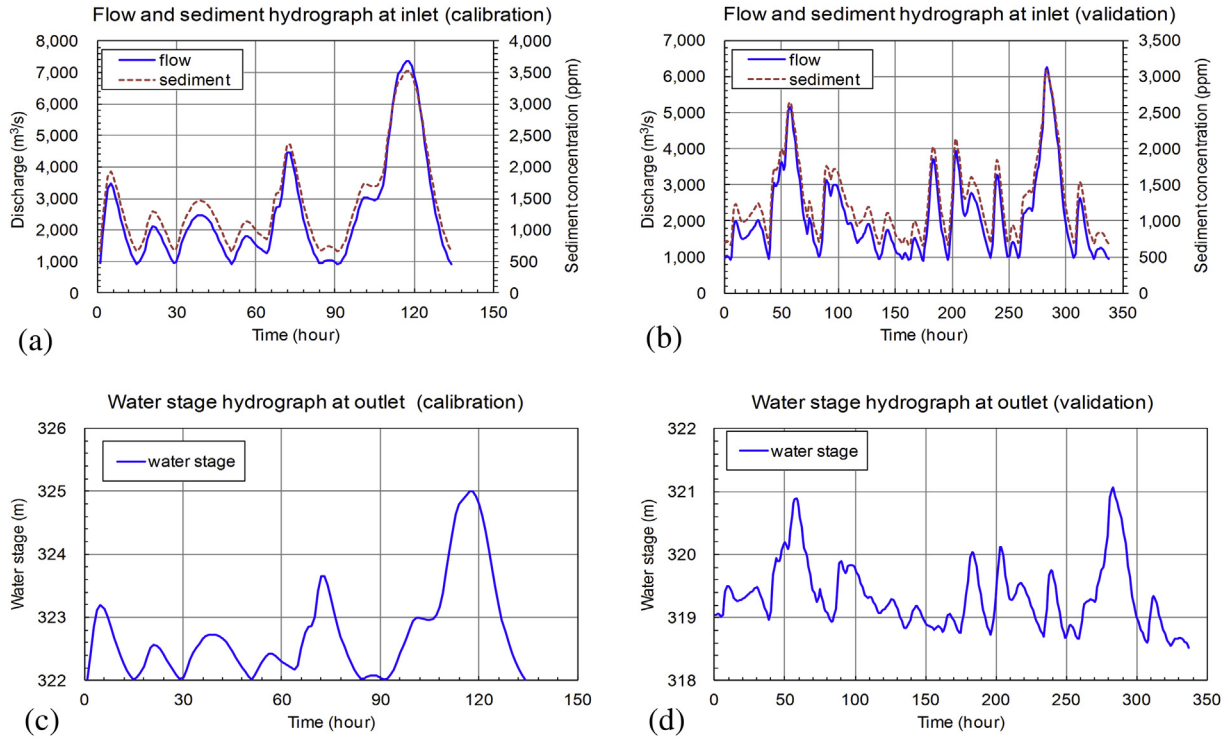 Flow and sediment hydrograph at inlet (calibration)
8,000
7,000
6,000
5,000
4,000
3,000
2,000
1,000
0
Discharge (m³/s)
flow
sediment
4,000
3,500
3,000
2,500
2,000
1,500
1,000
500
0
Sediment concentration (ppm)
0 30 60 90 120 150
Time (hour)
(a)
Flow and sediment hydrograph at inlet (validation)
7,000
6,000
5,000
4,000
3,000
2,000
1,000
0
Discharge (m³/s)
flow
sediment
3,500
3,000
2,500
2,000
1,500
1,000
500
0
Sediment concentration (ppm)
0 50 100 150 200 250 300 350
Time (hour)
(b)
Water stage hydrograph at outlet (calibration)
326
325
324
323
322
Water stage (m)
water stage
0 30 60 90 120 150
Time (hour)
(c)
Water stage hydrograph at outlet (validation)
322
321
320
319
318
Water stage (m)
water stage
0 50 100 150 200 250 300 350
Time (hour)
(d)